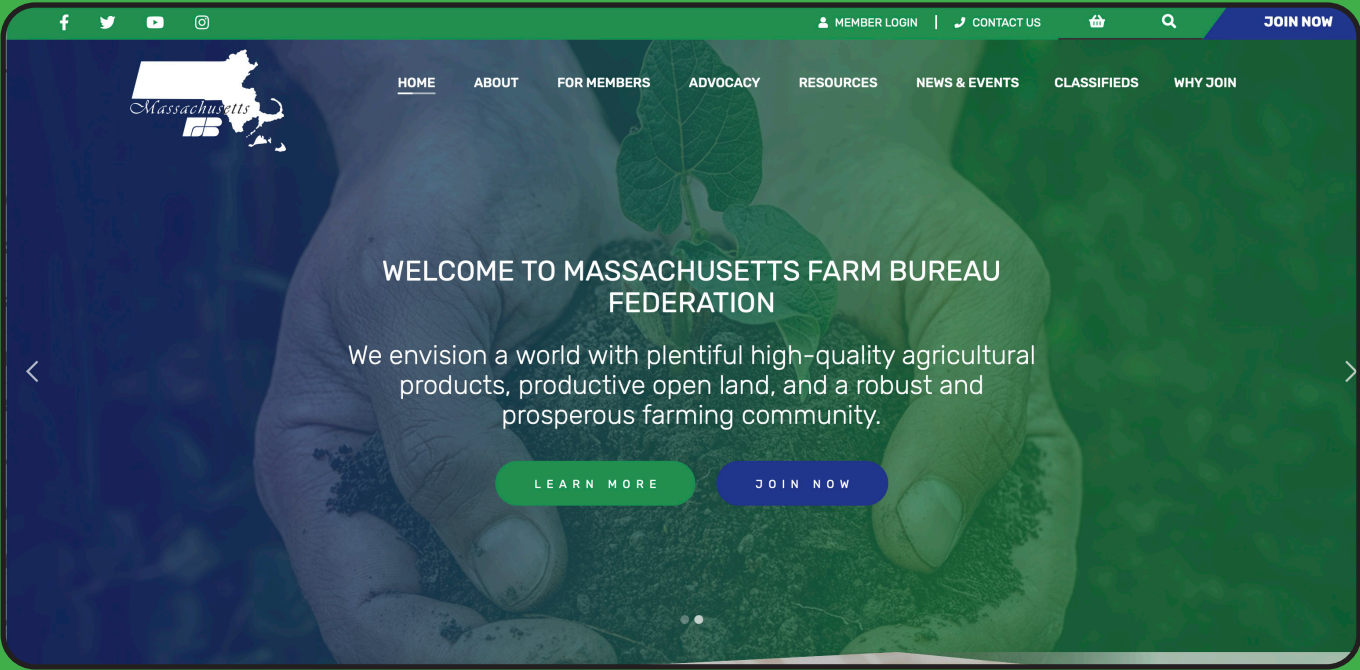 MEMBER LOGIN | CONTACT US JOIN NOW
Massachusetts
FB
HOME ABOUT FOR MEMBERS ADVOCACY RESOURCES NEWS & EVENTS CLASSIFIEDS WHY JOIN
WELCOME TO MASSACHUSETTS FARM BUREAU
FEDERATION
We envision a world with plentiful high-quality agricultural
products, productive open land, and a robust and
prosperous farming community.
LEARN MORE JOIN NOW